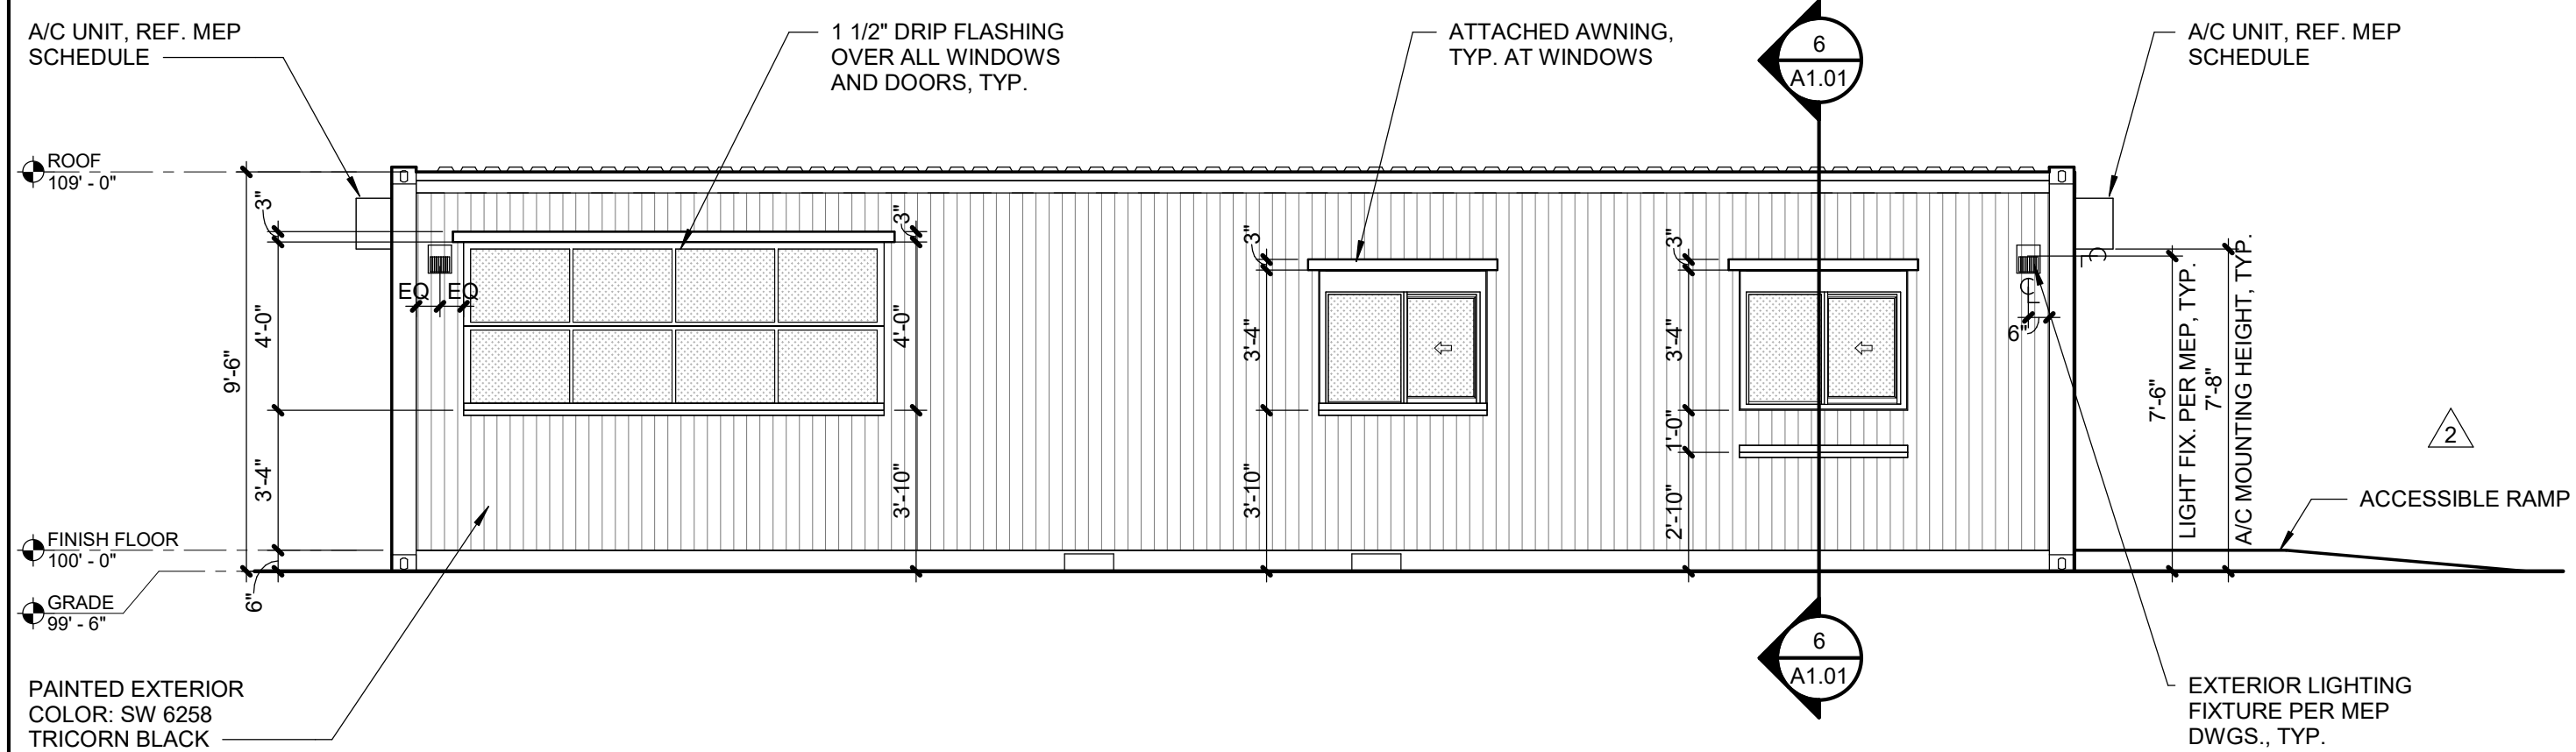 A/C UNIT, REF. MEP
SCHEDULE
1 1/2" DRIP FLASHING
OVER ALL WINDOWS
AND DOORS, TYP.
ATTACHED AWNING,
TYP. AT WINDOWS
6
A1.01
A/C UNIT, REF. MEP
SCHEDULE
ROOF
109' - 0"
3"
4'-0"
9'-6"
3'-4"
6"
EQ
EQ
3"
4'-0"
3'-10"
3"
3'-4"
3'-10"
3"
3'-4"
1'-0"
2'-10"
CL
6"
CL
7'-6"
LIGHT FIX. PER MEP, TYP.
7'-8"
A/C MOUNTING HEIGHT, TYP.
2
ACCESSIBLE RAMP
FINISH FLOOR
100' - 0"
GRADE
99' - 6"
PAINTED EXTERIOR
COLOR: SW 6258
TRICORN BLACK
6
A1.01
EXTERIOR LIGHTING
FIXTURE PER MEP
DWGS., TYP.